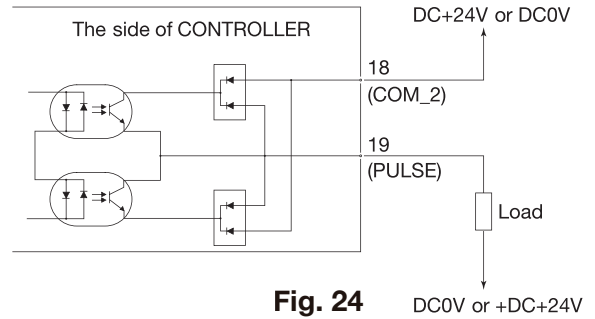 The side of CONTROLLER
DC+24V or DC0V
18
(COM_2)
19
(PULSE)
Load
Fig. 24
DC0V or +DC+24V